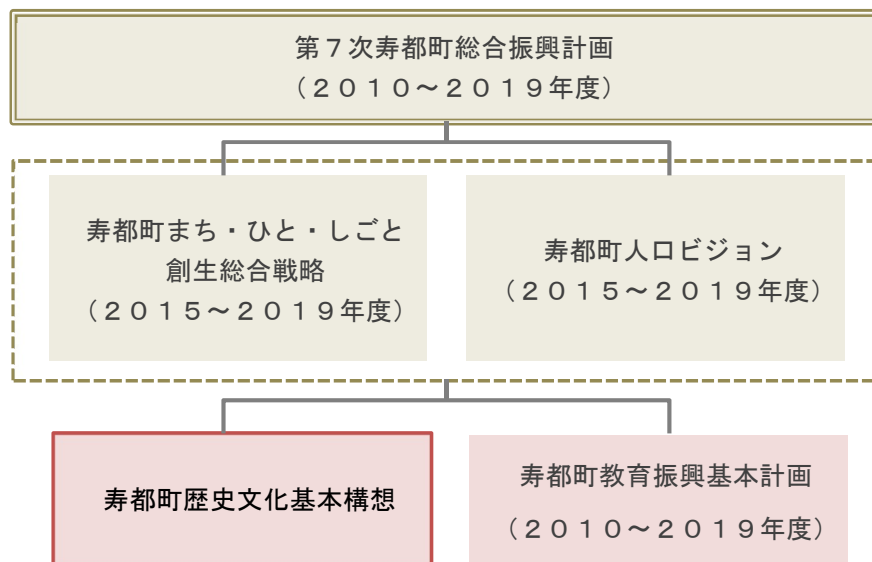 第７次寿都町総合振興計画
（２０１０～２０１９年度）
寿都町まち・ひと・しごと
創生総合戦略
（２０１５～２０１９年度）
寿都町人口ビジョン
（２０１５～２０１９年度）
寿都町歴史文化基本構想
寿都町教育振興基本計画
（２０１０～２０１９年度）